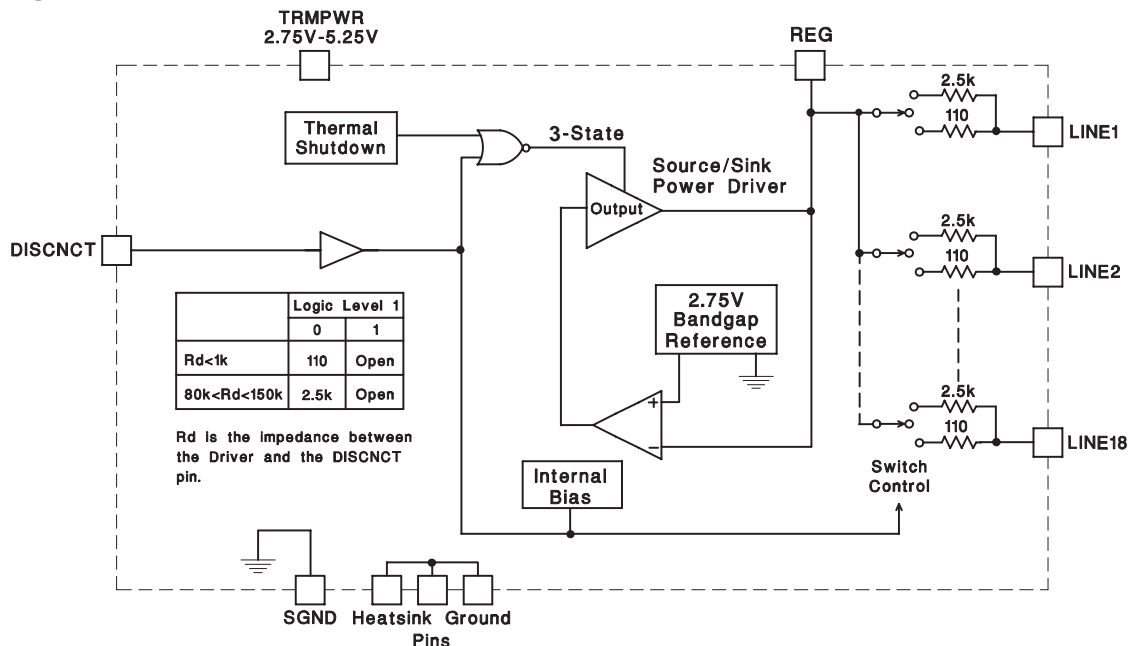 TRMPWR
2.75V-5.25V
REG
2.5k
110
LINE1
Thermal
Shutdown
3-State
Source/Sink
Power Driver
Output
DISCNCT
2.5k
110
LINE2
Logic Level 1
0 1
Rd<1k 110 Open
80k<Rd<150k 2.5k Open
Rd is the impedance between
the Driver and the DISCNCT
pin.
2.75V
Bandgap
Reference
+
−
2.5k
110
LINE18
Switch
Control
Internal
Bias
SGND
Heatsink Ground
Pins